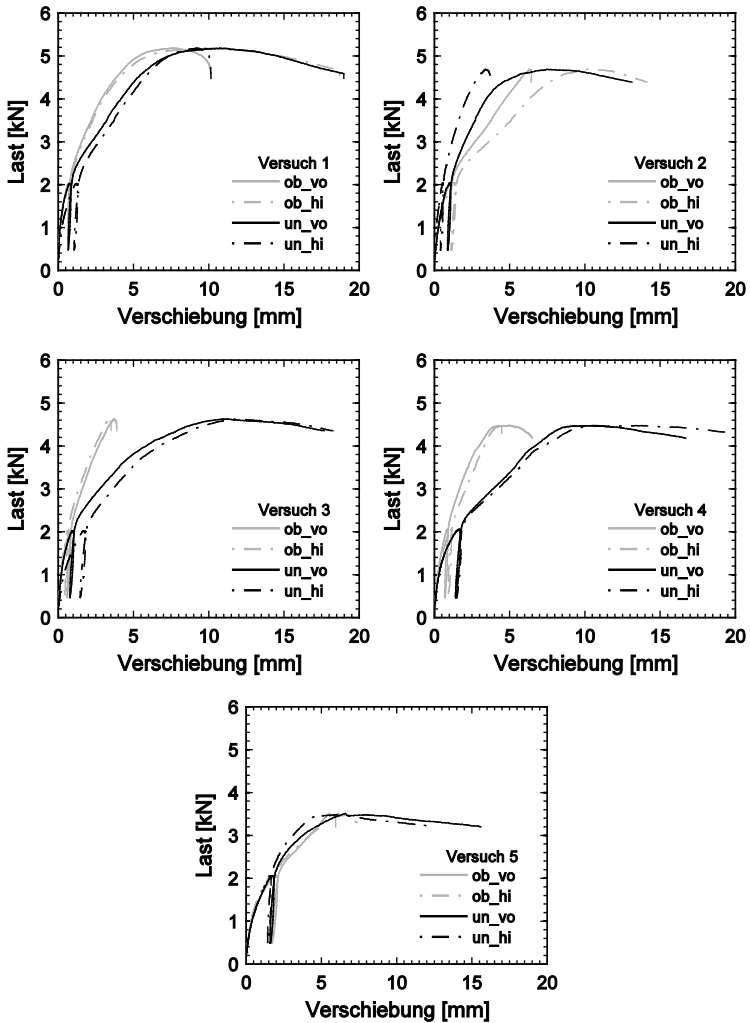 6
5
4
3
2
1
0
Last [kN]
Versuch 1
ob_vo
ob_hi
un_vo
un_hi
0 5 10 15 20
Verschiebung [mm]
6
5
4
3
2
1
0
Last [kN]
Versuch 2
ob_vo
ob_hi
un_vo
un_hi
0 5 10 15 20
Verschiebung [mm]
6
5
4
3
2
1
0
Last [kN]
Versuch 3
ob_vo
ob_hi
un_vo
un_hi
0 5 10 15 20
Verschiebung [mm]
6
5
4
3
2
1
0
Last [kN]
Versuch 4
ob_vo
ob_hi
un_vo
un_hi
0 5 10 15 20
Verschiebung [mm]
6
5
4
3
2
1
0
Last [kN]
Versuch 5
ob_vo
ob_hi
un_vo
un_hi
0 5 10 15 20
Verschiebung [mm]